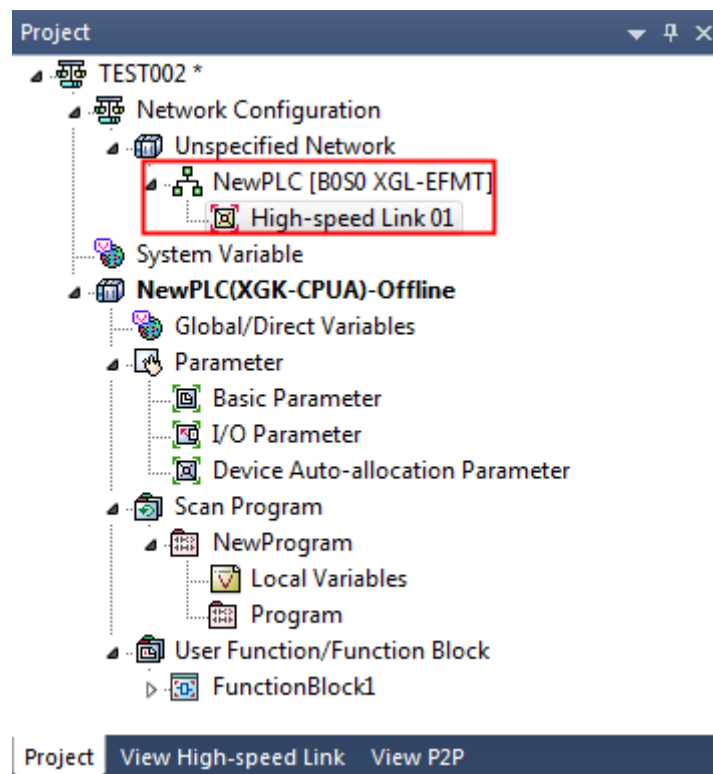 Project
TEST002 *
Network Configuration
Unspecified Network
NewPLC [B0S0 XGL-EFMT]
High-speed Link 01
System Variable
NewPLC(XGK-CPUA)-Offline
Global/Direct Variables
Parameter
Basic Parameter
I/O Parameter
Device Auto-allocation Parameter
Scan Program
NewProgram
Local Variables
Program
User Function/Function Block
FunctionBlock1
Project View High-speed Link View P2P